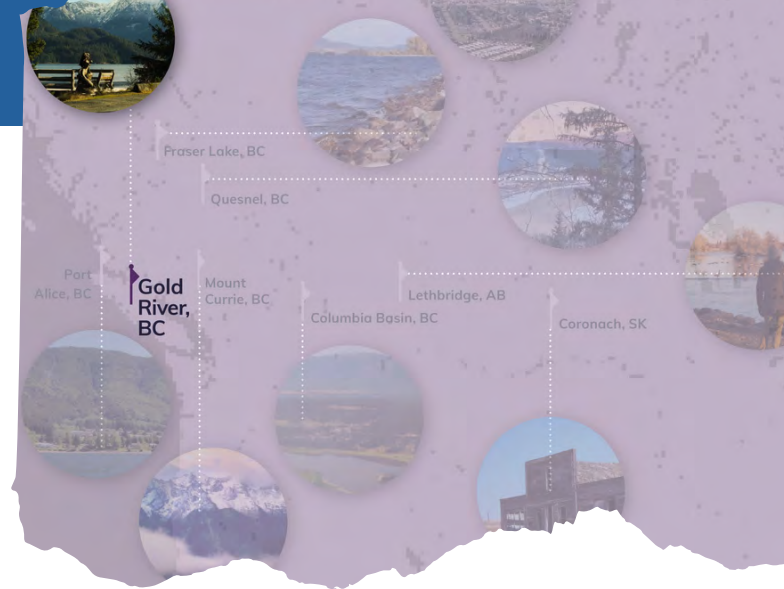 Fraser Lake, BC
Quesnel, BC
Port
Alice, BC
Gold
River,
BC
Mount
Currie, BC
Columbia Basin, BC
Lethbridge, AB
Coronach, SK